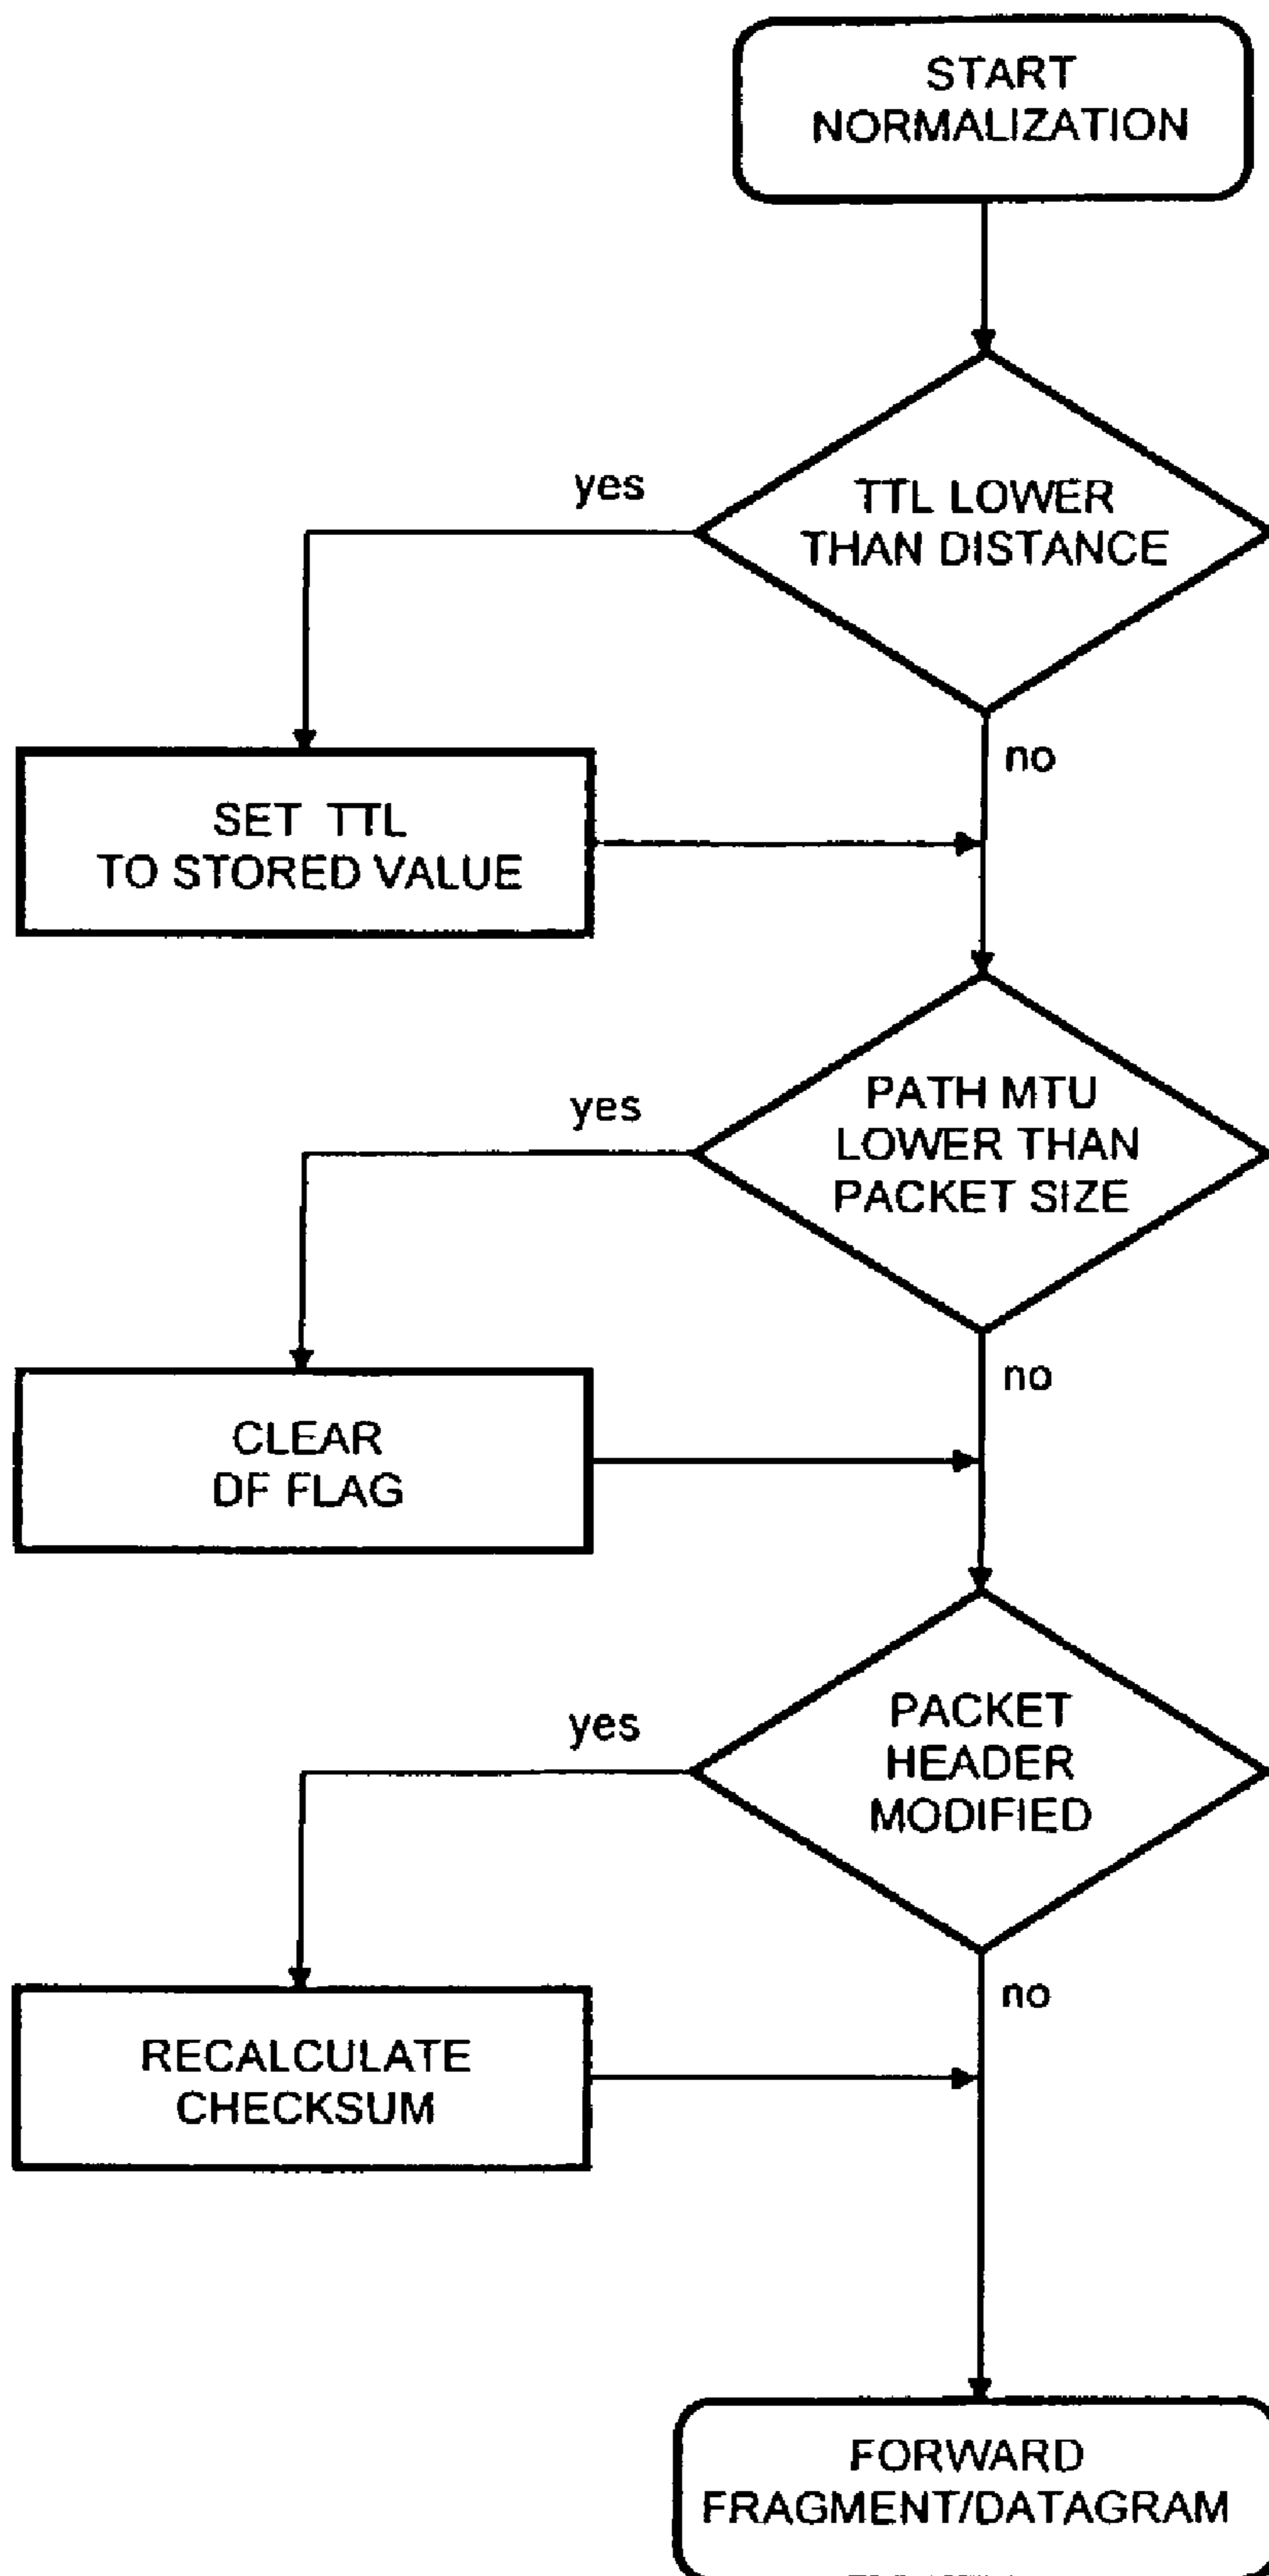 START
NORMALIZATION
yes
TTL LOWER
THAN DISTANCE
no
SET TTL
TO STORED VALUE
yes
PATH MTU
LOWER THAN
PACKET SIZE
no
CLEAR
DF FLAG
yes
PACKET
HEADER
MODIFIED
no
RECALCULATE
CHECKSUM
FORWARD
FRAGMENT/DATAGRAM